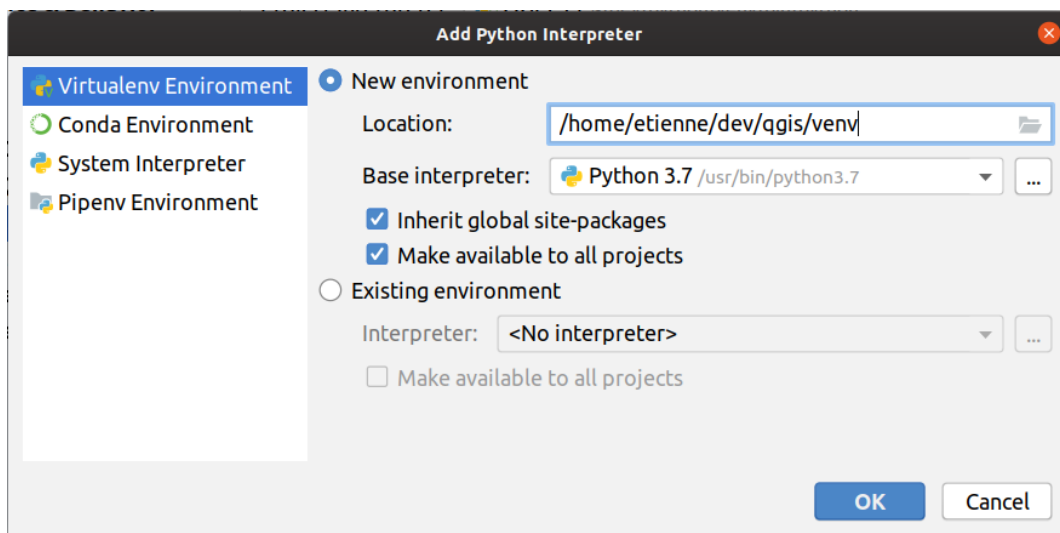 Add Python Interpreter
Virtualenv Environment
Conda Environment
System Interpreter
Pipenv Environment
New environment
Location: /home/etienne/dev/qgis/venv
Base interpreter: Python 3.7 /usr/bin/python3.7 ...
Inherit global site-packages
Make available to all projects
Existing environment
Interpreter: <No interpreter> ...
Make available to all projects
OK Cancel